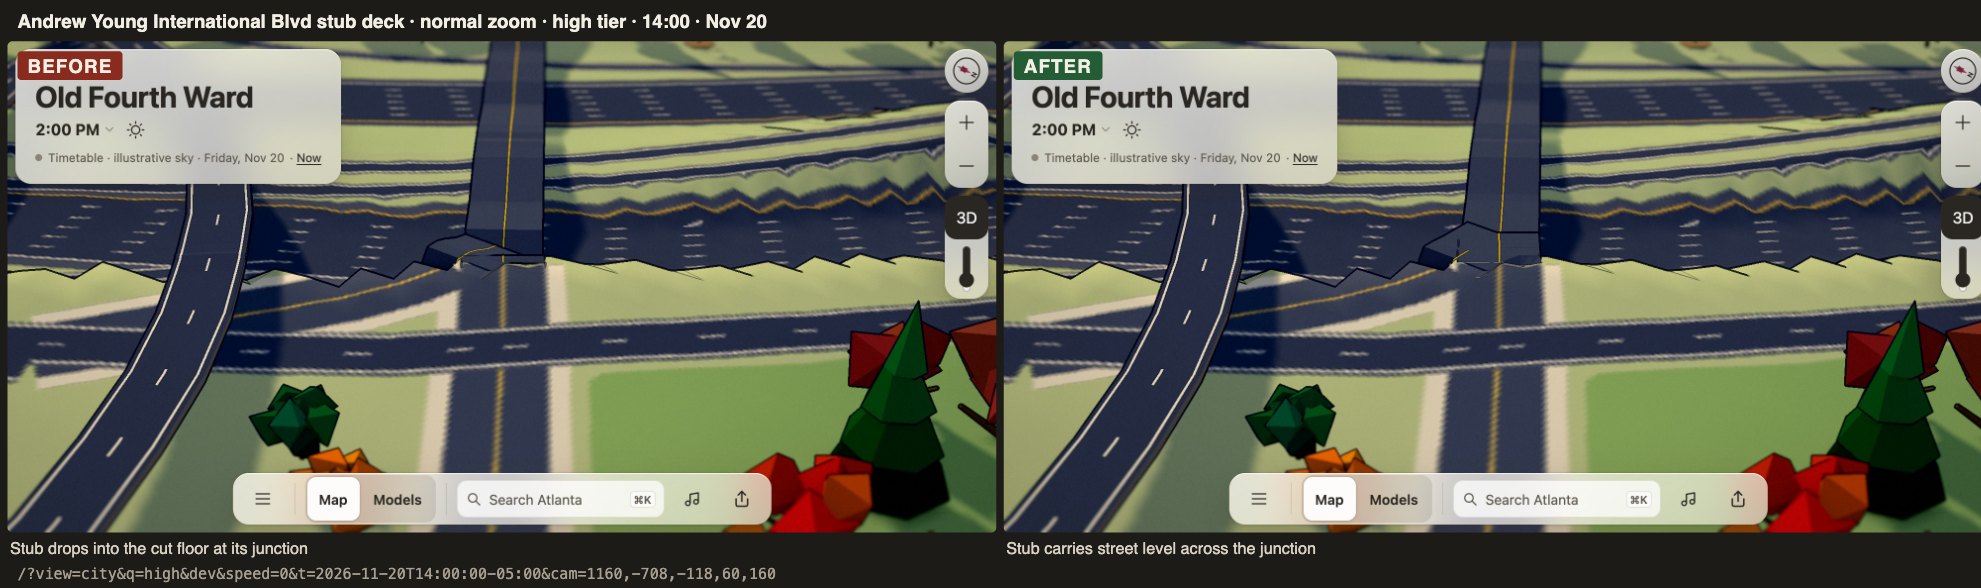 Andrew Young International Blvd stub deck · normal zoom · high tier · 14:00 · Nov 20
BEFORE
Old Fourth Ward
2:00 PM
Timetable · illustrative sky · Friday, Nov 20 · Now
3D
Map
Models
Search Atlanta
⌘K
Stub drops into the cut floor at its junction
AFTER
Old Fourth Ward
2:00 PM
Timetable · illustrative sky · Friday, Nov 20 · Now
3D
Map
Models
Search Atlanta
⌘K
Stub carries street level across the junction
/?view=city&q=high&dev&speed=0&t=2026-11-20T14:00:00-05:00&cam=1160,-708,-118,60,160